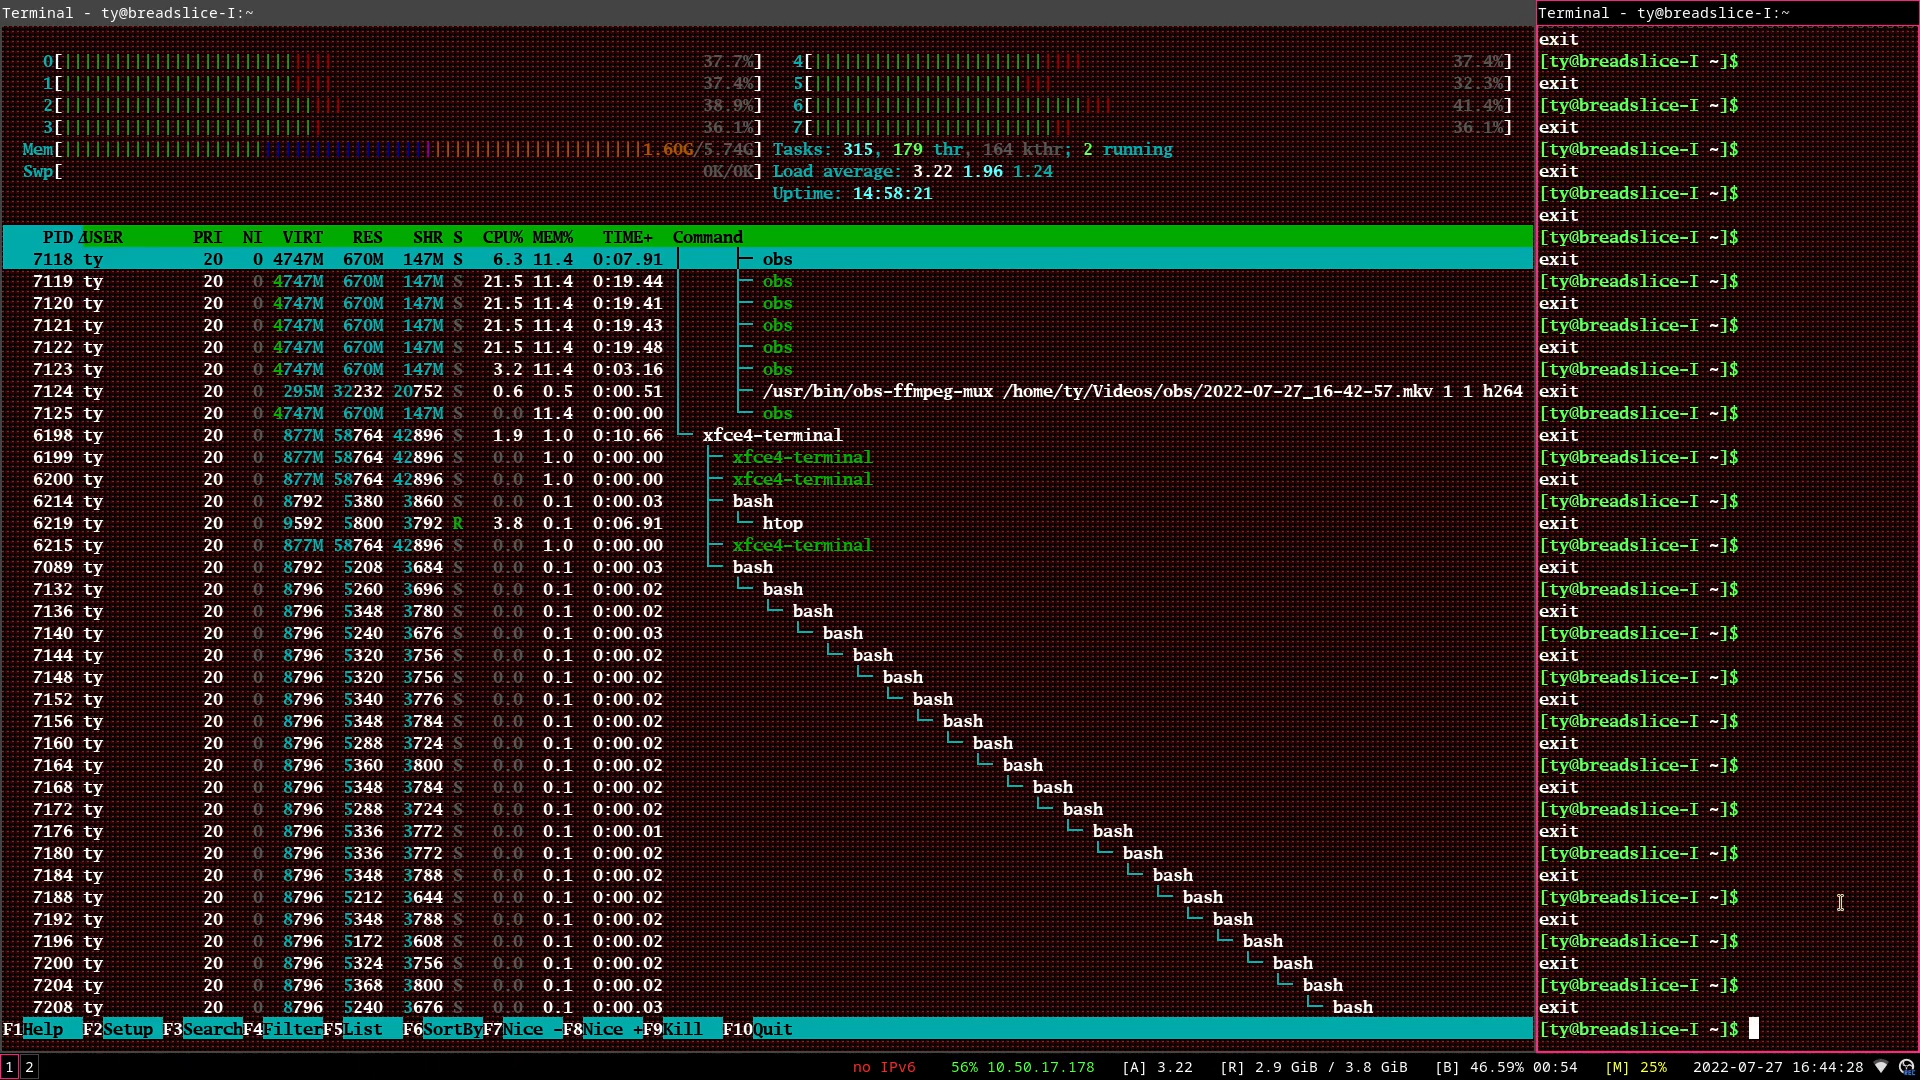 Terminal - ty@breadslice-I:~
0[|||||||||||||||||||||||||| 37.7%] 4[|||||||||||||||||||||||||| 37.4%]
1[|||||||||||||||||||||||||| 37.4%] 5[||||||||||||||||||||||| 32.3%]
2[||||||||||||||||||||||||||| 38.9%] 6[||||||||||||||||||||||||||||| 41.4%]
3[||||||||||||||||||||||||| 36.1%] 7[||||||||||||||||||||||||| 36.1%]
Mem[||||||||||||||||||||||||||||||||||||||||||||||||||||||||||1.60G/5.74G] Tasks: 315, 179 thr, 164 kthr; 2 running
Swp[ 0K/0K] Load average: 3.22 1.96 1.24
Uptime: 14:58:21
PID△USER PRI NI VIRT RES SHR S CPU% MEM% TIME+ Command
7118 ty 20 0 4747M 670M 147M S 6.3 11.4 0:07.91 │ ├─ obs
7119 ty 20 0 4747M 670M 147M S 21.5 11.4 0:19.44 │ ├─ obs
7120 ty 20 0 4747M 670M 147M S 21.5 11.4 0:19.41 │ ├─ obs
7121 ty 20 0 4747M 670M 147M S 21.5 11.4 0:19.43 │ ├─ obs
7122 ty 20 0 4747M 670M 147M S 21.5 11.4 0:19.48 │ ├─ obs
7123 ty 20 0 4747M 670M 147M S 3.2 11.4 0:03.16 │ ├─ obs
7124 ty 20 0 295M 32232 20752 S 0.6 0.5 0:00.51 │ ├─ /usr/bin/obs-ffmpeg-mux /home/ty/Videos/obs/2022-07-27_16-42-57.mkv 1 1 h264
7125 ty 20 0 4747M 670M 147M S 0.0 11.4 0:00.00 │ └─ obs
6198 ty 20 0 877M 58764 42896 S 1.9 1.0 0:10.66 └─ xfce4-terminal
6199 ty 20 0 877M 58764 42896 S 0.0 1.0 0:00.00 ├─ xfce4-terminal
6200 ty 20 0 877M 58764 42896 S 0.0 1.0 0:00.00 ├─ xfce4-terminal
6214 ty 20 0 8792 5380 3860 S 0.0 0.1 0:00.03 ├─ bash
6219 ty 20 0 9592 5800 3792 R 3.8 0.1 0:06.91 │ └─ htop
6215 ty 20 0 877M 58764 42896 S 0.0 1.0 0:00.00 ├─ xfce4-terminal
7089 ty 20 0 8792 5208 3684 S 0.0 0.1 0:00.03 └─ bash
7132 ty 20 0 8796 5260 3696 S 0.0 0.1 0:00.02 └─ bash
7136 ty 20 0 8796 5348 3780 S 0.0 0.1 0:00.02 └─ bash
7140 ty 20 0 8796 5240 3676 S 0.0 0.1 0:00.03 └─ bash
7144 ty 20 0 8796 5320 3756 S 0.0 0.1 0:00.02 └─ bash
7148 ty 20 0 8796 5320 3756 S 0.0 0.1 0:00.02 └─ bash
7152 ty 20 0 8796 5340 3776 S 0.0 0.1 0:00.02 └─ bash
7156 ty 20 0 8796 5348 3784 S 0.0 0.1 0:00.02 └─ bash
7160 ty 20 0 8796 5288 3724 S 0.0 0.1 0:00.02 └─ bash
7164 ty 20 0 8796 5360 3800 S 0.0 0.1 0:00.02 └─ bash
7168 ty 20 0 8796 5348 3784 S 0.0 0.1 0:00.02 └─ bash
7172 ty 20 0 8796 5288 3724 S 0.0 0.1 0:00.02 └─ bash
7176 ty 20 0 8796 5336 3772 S 0.0 0.1 0:00.01 └─ bash
7180 ty 20 0 8796 5336 3772 S 0.0 0.1 0:00.02 └─ bash
7184 ty 20 0 8796 5348 3788 S 0.0 0.1 0:00.02 └─ bash
7188 ty 20 0 8796 5212 3644 S 0.0 0.1 0:00.02 └─ bash
7192 ty 20 0 8796 5348 3788 S 0.0 0.1 0:00.02 └─ bash
7196 ty 20 0 8796 5172 3608 S 0.0 0.1 0:00.02 └─ bash
7200 ty 20 0 8796 5324 3756 S 0.0 0.1 0:00.02 └─ bash
7204 ty 20 0 8796 5368 3800 S 0.0 0.1 0:00.02 └─ bash
7208 ty 20 0 8796 5240 3676 S 0.0 0.1 0:00.03 └─ bash
F1Help F2Setup F3SearchF4FilterF5List F6SortByF7Nice -F8Nice +F9Kill F10Quit
Terminal - ty@breadslice-I:~
exit
[ty@breadslice-I ~]$
exit
[ty@breadslice-I ~]$
exit
[ty@breadslice-I ~]$
exit
[ty@breadslice-I ~]$
exit
[ty@breadslice-I ~]$
exit
[ty@breadslice-I ~]$
exit
[ty@breadslice-I ~]$
exit
[ty@breadslice-I ~]$
exit
[ty@breadslice-I ~]$
exit
[ty@breadslice-I ~]$
exit
[ty@breadslice-I ~]$
exit
[ty@breadslice-I ~]$
exit
[ty@breadslice-I ~]$
exit
[ty@breadslice-I ~]$
exit
[ty@breadslice-I ~]$
exit
[ty@breadslice-I ~]$
exit
[ty@breadslice-I ~]$
exit
[ty@breadslice-I ~]$
exit
[ty@breadslice-I ~]$
exit
[ty@breadslice-I ~]$
exit
[ty@breadslice-I ~]$
exit
[ty@breadslice-I ~]$
exit
[ty@breadslice-I ~]$
1 2 no IPv6 56% 10.50.17.178 [A] 3.22 [R] 2.9 GiB / 3.8 GiB [B] 46.59% 00:54 [M] 25% 2022-07-27 16:44:28